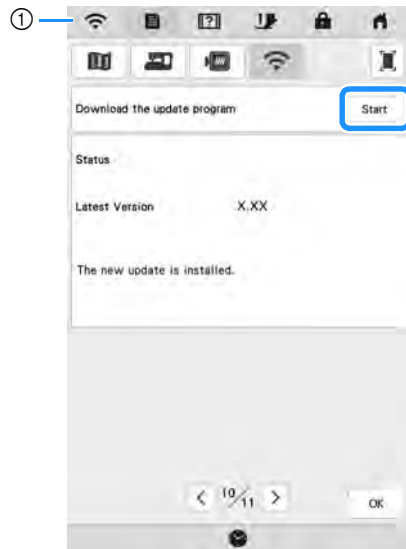 ①
Download the update program Start
Status
Latest Version X.XX
The new update is installed.
10/11
OK